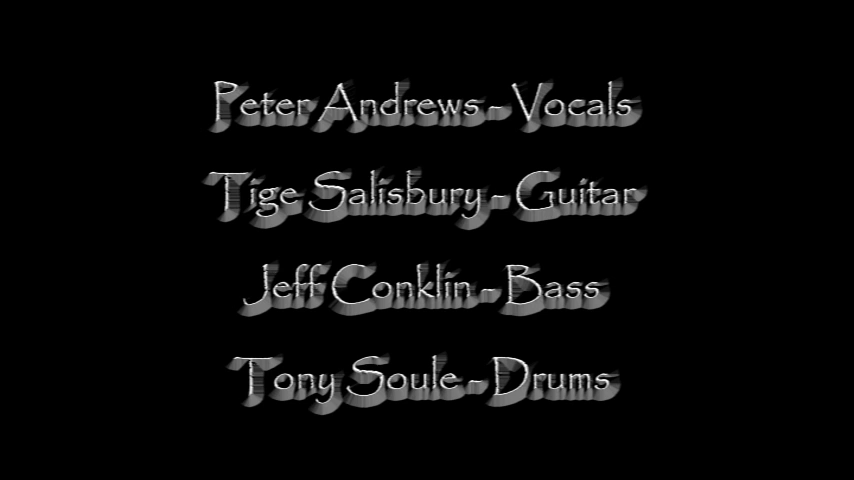 Peter Andrews - Vocals
Tige Salisbury - Guitar
Jeff Conklin - Bass
Tony Soule - Drums